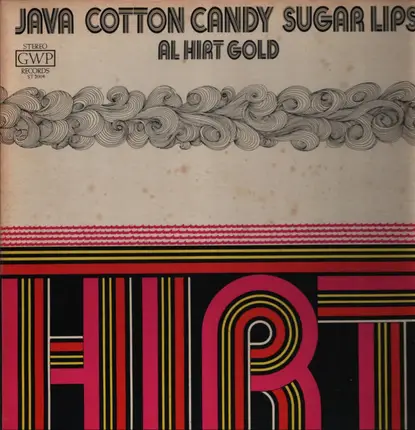 JAVA COTTON CANDY SUGAR LIPS
AL HIRT GOLD
STEREO
GWP
RECORDS
HIRT